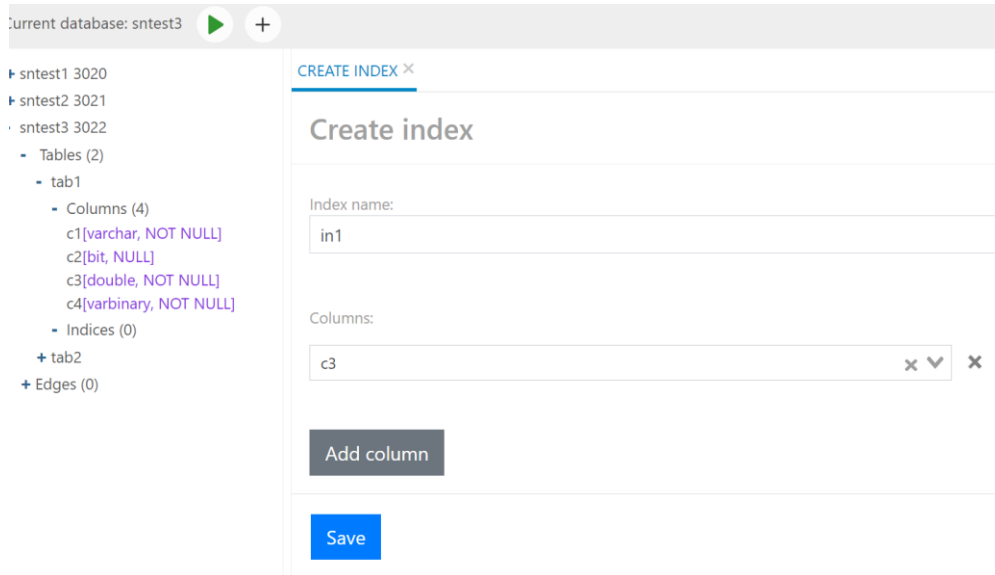 Current database: sntest3
+ sntest1 3020
+ sntest2 3021
sntest3 3022
- Tables (2)
- tab1
- Columns (4)
c1[varchar, NOT NULL]
c2[bit, NULL]
c3[double, NOT NULL]
c4[varbinary, NOT NULL]
- Indices (0)
+ tab2
+ Edges (0)
CREATE INDEX ×
Create index
Index name:
in1
Columns:
c3
Add column
Save